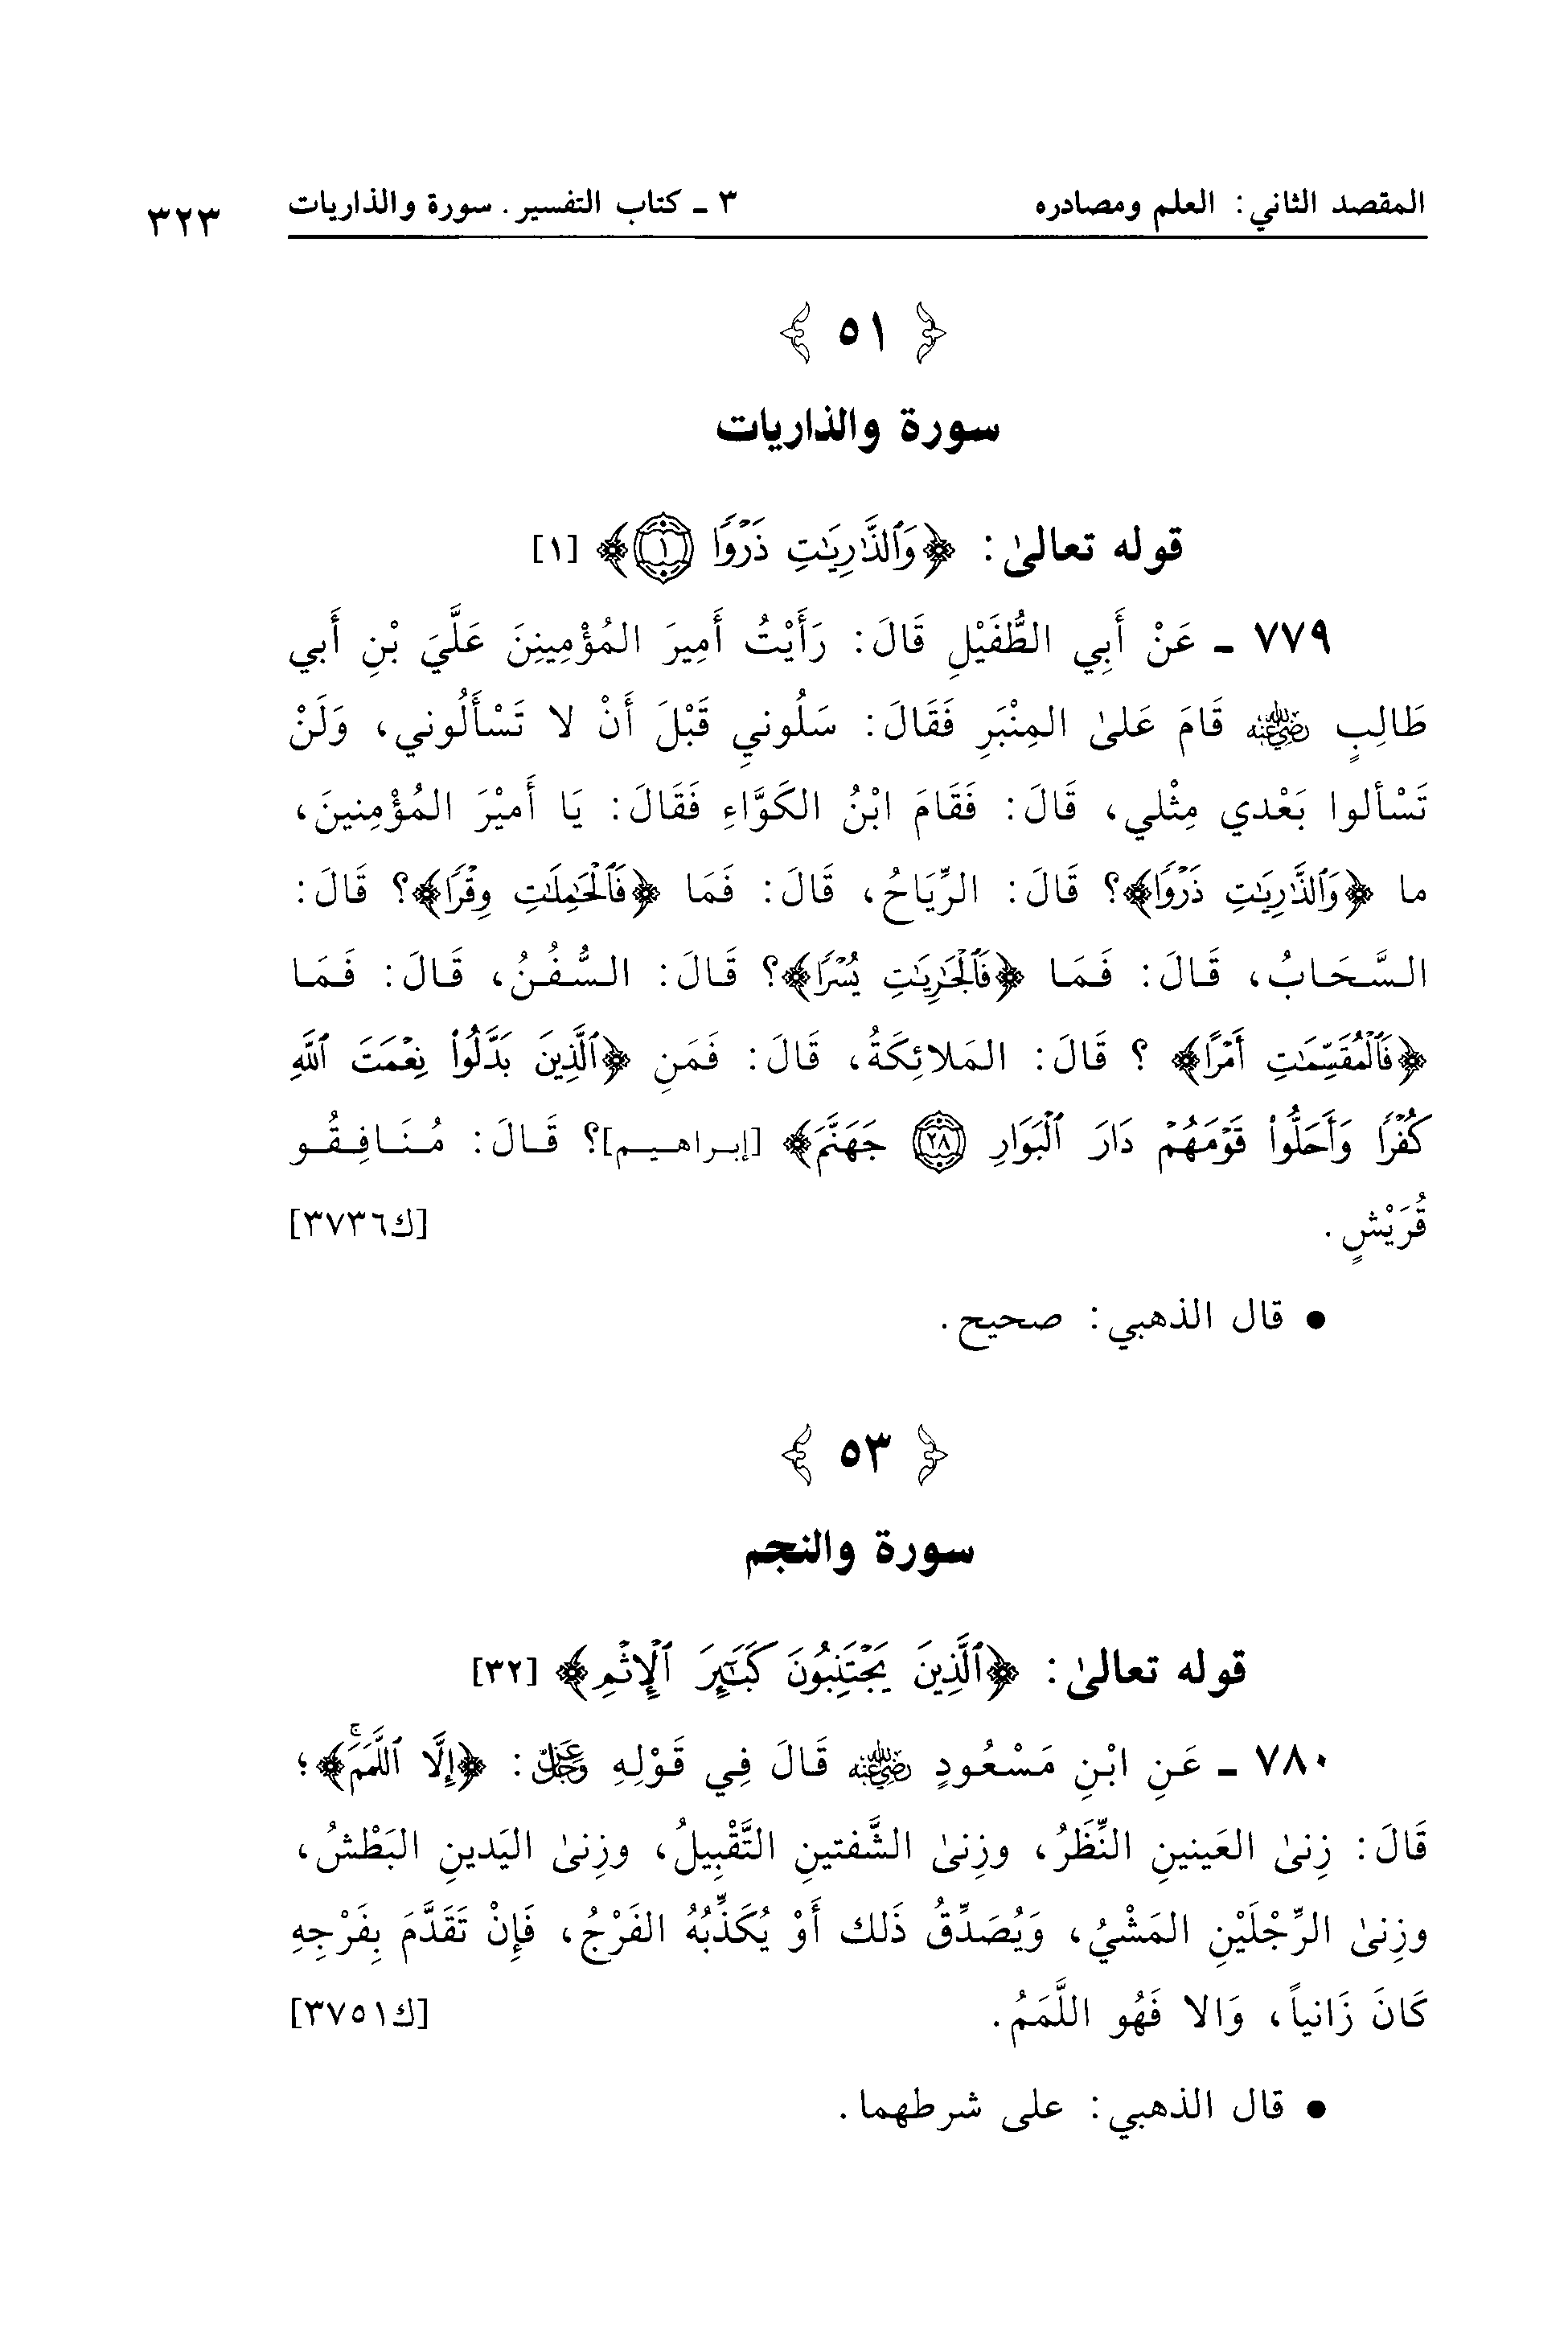 المقصد الثاني: العلم ومصادره ٣ ـ كتاب التفسير. سورة والذاريات ٣٢٣
﴿ ٥١ ﴾
سورة والذاريات
قوله تعالىٰ: ﴿وَٱلذَّٰرِيَٰتِ ذَرْوًا ۝١﴾ [١]
٧٧٩ ـ عَنْ أَبِي الطُّفَيْلِ قَالَ: رَأَيْتُ أَمِيرَ المُؤْمِنِينَ عَلَّيَ بْنِ أَبي
طَالِبٍ رضي الله عنه قَامَ عَلىٰ المِنْبَرِ فَقَالَ: سَلُونيِ قَبْلَ أَنْ لا تَسْأَلُوني، وَلَنْ
تَسْألوا بَعْدي مِثْلي، قَالَ: فَقَامَ ابْنُ الكَوَّاءِ فَقَالَ: يَا أَميْرَ المُؤْمِنينَ،
ما ﴿وَٱلذَّٰرِيَٰتِ ذَرْوًا﴾؟ قَالَ: الرِّيَاحُ، قَالَ: فَمَا ﴿فَٱلْحَٰمِلَٰتِ وِقْرًا﴾؟ قَالَ:
السَّحَابُ، قَالَ: فَمَا ﴿فَٱلْجَٰرِيَٰتِ يُسْرًا﴾؟ قَالَ: السُّفُنُ، قَالَ: فَمَا
﴿فَٱلْمُقَسِّمَٰتِ أَمْرًا﴾ ؟ قَالَ: المَلائِكَةُ، قَالَ: فَمَنِ ﴿ٱلَّذِينَ بَدَّلُوا۟ نِعْمَتَ ٱللَّهِ
كُفْرًا وَأَحَلُّوا۟ قَوْمَهُمْ دَارَ ٱلْبَوَارِ ۝٢٨ جَهَنَّمَ﴾ [إبراهيم]؟ قَالَ: مُنَافِقُو
قُرَيْشٍ. [ك٣٧٣٦]
● قال الذهبي: صحيح.
﴿ ٥٣ ﴾
سورة والنجم
قوله تعالىٰ: ﴿ٱلَّذِينَ يَجْتَنِبُونَ كَبَٰٓئِرَ ٱلْإِثْمِ﴾ [٣٢]
٧٨٠ ـ عَنِ ابْنِ مَسْعُودٍ رضي الله عنه قَالَ فِي قَوْلِهِ عز وجل: ﴿إِلَّا ٱللَّمَمَۚ﴾؛
قَالَ: زِنىٰ العَينينِ النِّظَرُ، وزِنىٰ الشَّفتينِ التَّقْبِيلُ، وزِنىٰ اليَدينِ البَطْشُ،
وزِنىٰ الرِّجْلَيْنِ المَشْيُ، وَيُصَدِّقُ ذَلك أَوْ يُكَذِّبُهُ الفَرْجُ، فَإِنْ تَقَدَّمَ بِفَرْجِهِ
كَانَ زَانياً، وَالا فَهُو اللَّمَمُ. [ك٣٧٥١]
● قال الذهبي: على شرطهما.